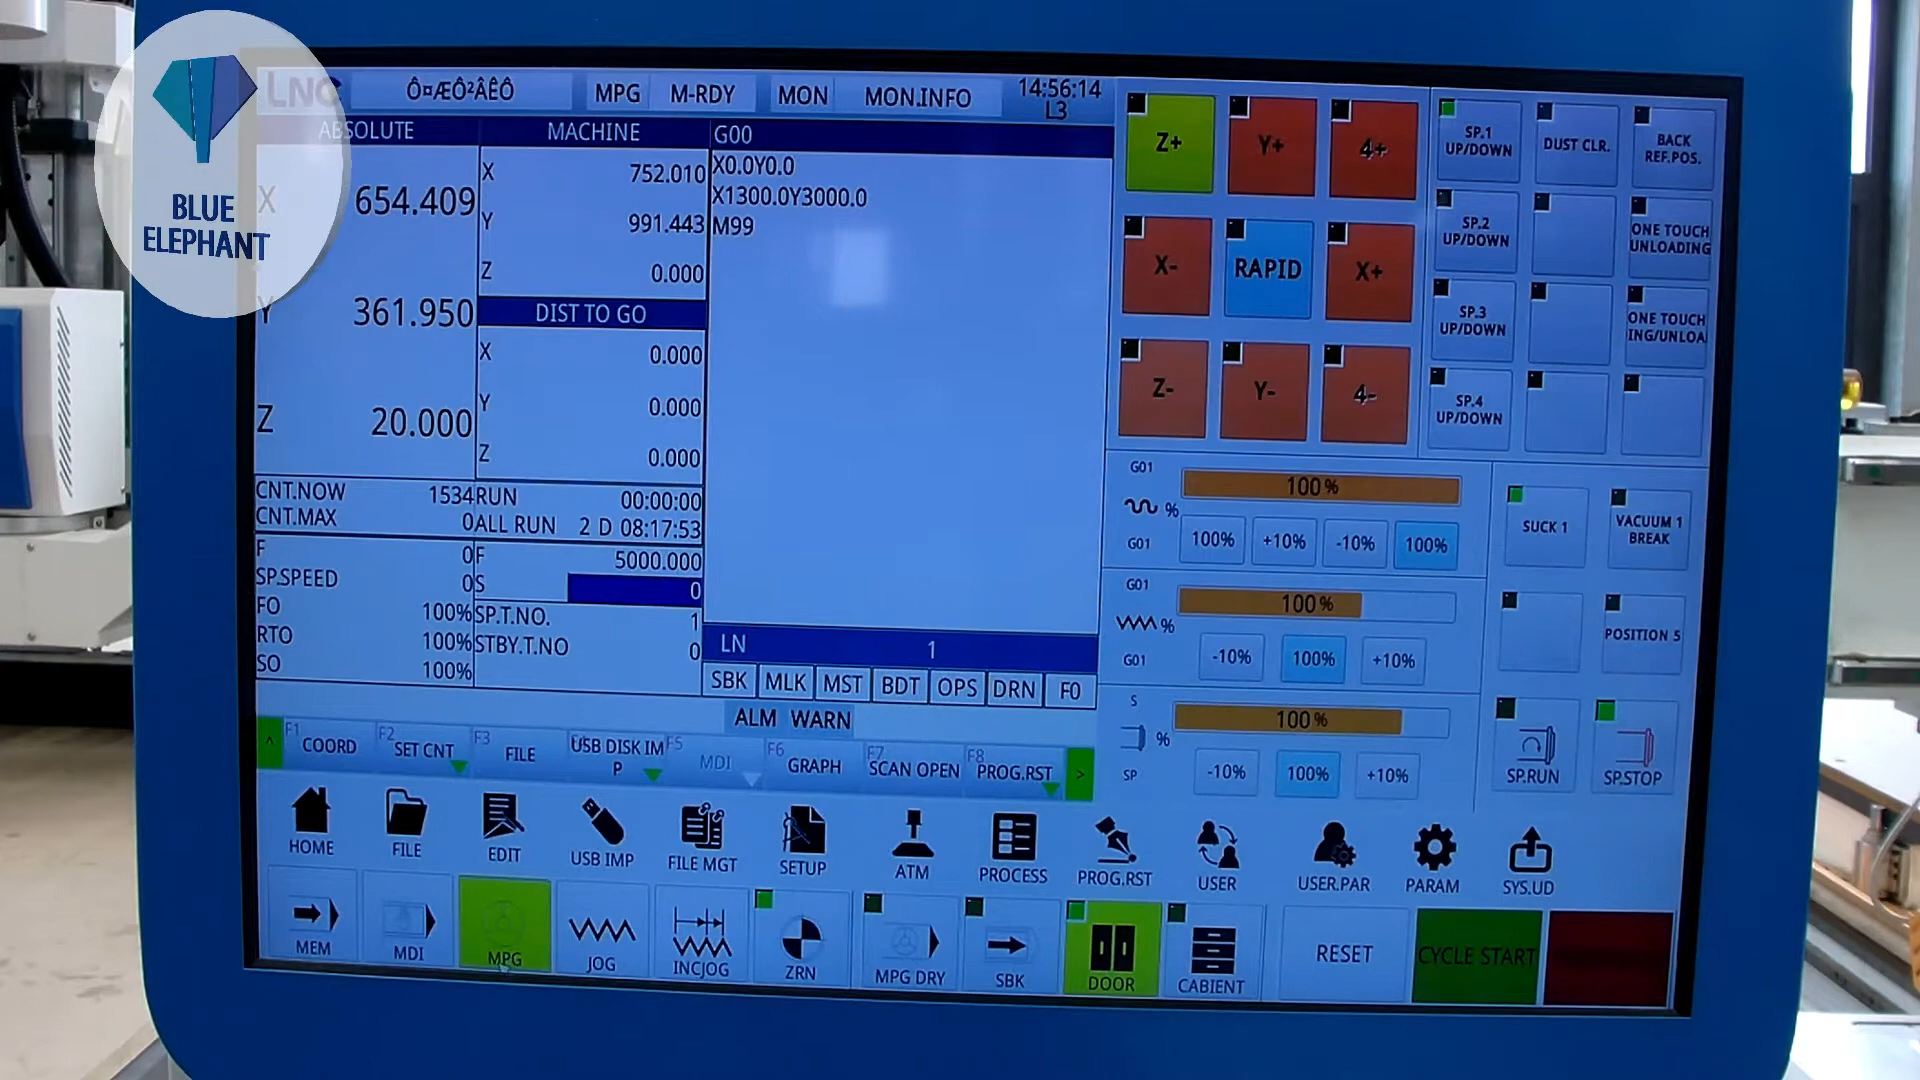 BLUE
ELEPHANT
LNC
Ô¤ÆÔ²ÂÊÔ
MPG
M-RDY
MON
MON.INFO
14:56:14
L3
ABSOLUTE
X
654.409
Y
361.950
Z
20.000
MACHINE
X
752.010
Y
991.443
Z
0.000
DIST TO GO
X
0.000
Y
0.000
Z
0.000
G00
X0.0Y0.0
X1300.0Y3000.0
M99
CNT.NOW 1534
CNT.MAX 0
RUN 00:00:00
ALL RUN 2 D 08:17:53
F 0
SP.SPEED 0
FO 100%
RTO 100%
SO 100%
F 5000.000
S 0
SP.T.NO. 1
STBY.T.NO 0
LN 1
SBK MLK MST BDT OPS DRN F0
ALM WARN
^
F1 COORD
F2 SET CNT
F3 FILE
USB DISK IM
P
F5 MDI
F6 GRAPH
F7 SCAN OPEN
F8 PROG.RST
>
HOME
FILE
EDIT
USB IMP
FILE MGT
SETUP
ATM
PROCESS
PROG.RST
USER
USER.PAR
PARAM
SYS.UD
MEM
MDI
MPG
JOG
INCJOG
ZRN
MPG DRY
SBK
DOOR
CABIENT
RESET
CYCLE START
Z+
Y+
4+
X-
RAPID
X+
Z-
Y-
4-
SP.1
UP/DOWN
DUST CLR.
BACK
REF.POS.
SP.2
UP/DOWN
ONE TOUCH
UNLOADING
SP.3
UP/DOWN
ONE TOUCH
ING/UNLOA
SP.4
UP/DOWN
G01
100%
%
G01
100%
+10%
-10%
100%
G01
100%
%
G01
-10%
100%
+10%
S
100%
%
SP
-10%
100%
+10%
SUCK 1
VACUUM 1
BREAK
POSITION 5
SP.RUN
SP.STOP